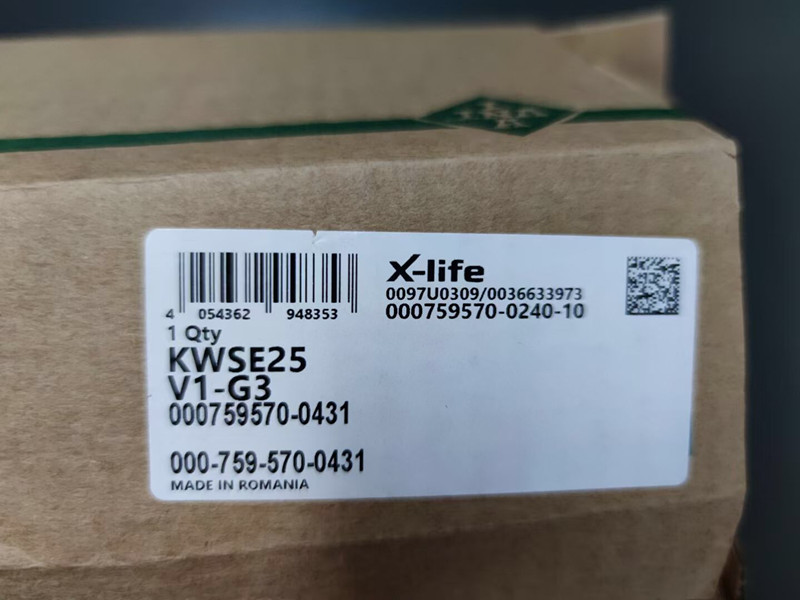 X-life
0097U0309/0036633973
000759570-0240-10
4 054362 948353
1 Qty
KWSE25
V1-G3
000759570-0431
000-759-570-0431
MADE IN ROMANIA